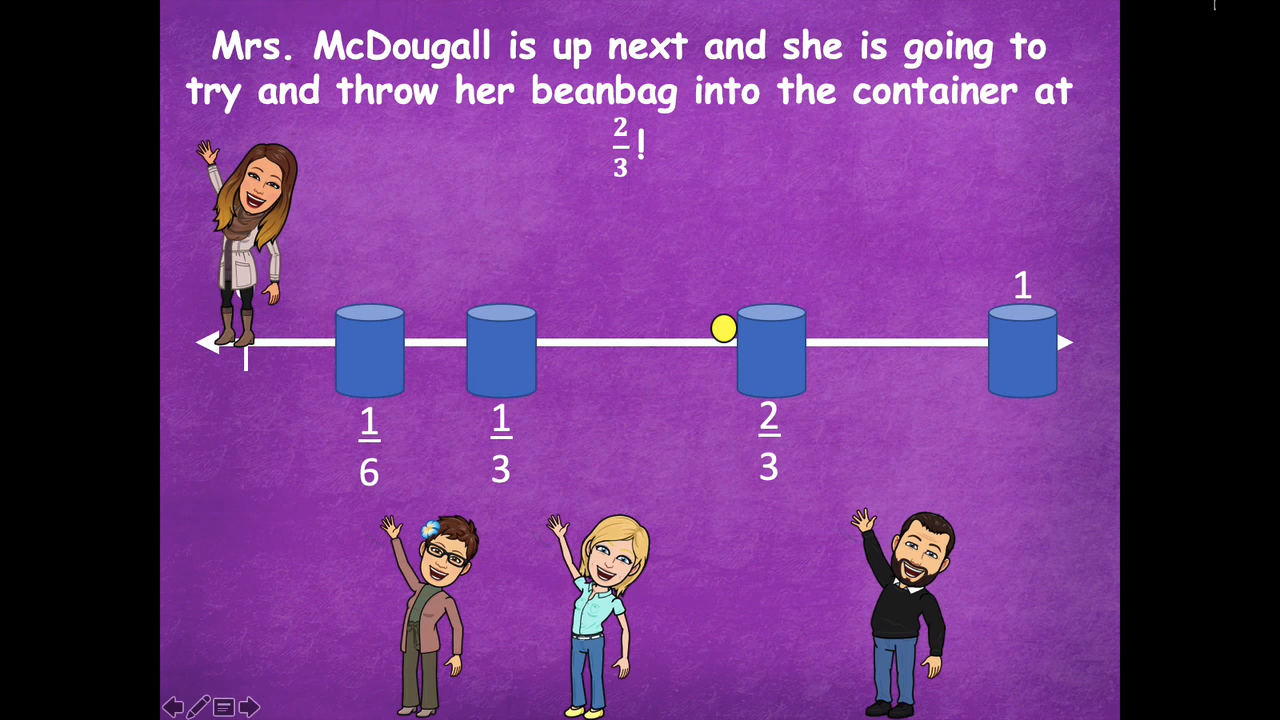 Mrs. McDougall is up next and she is going to
try and throw her beanbag into the container at
2/3!
1
1/6 1/3 2/3